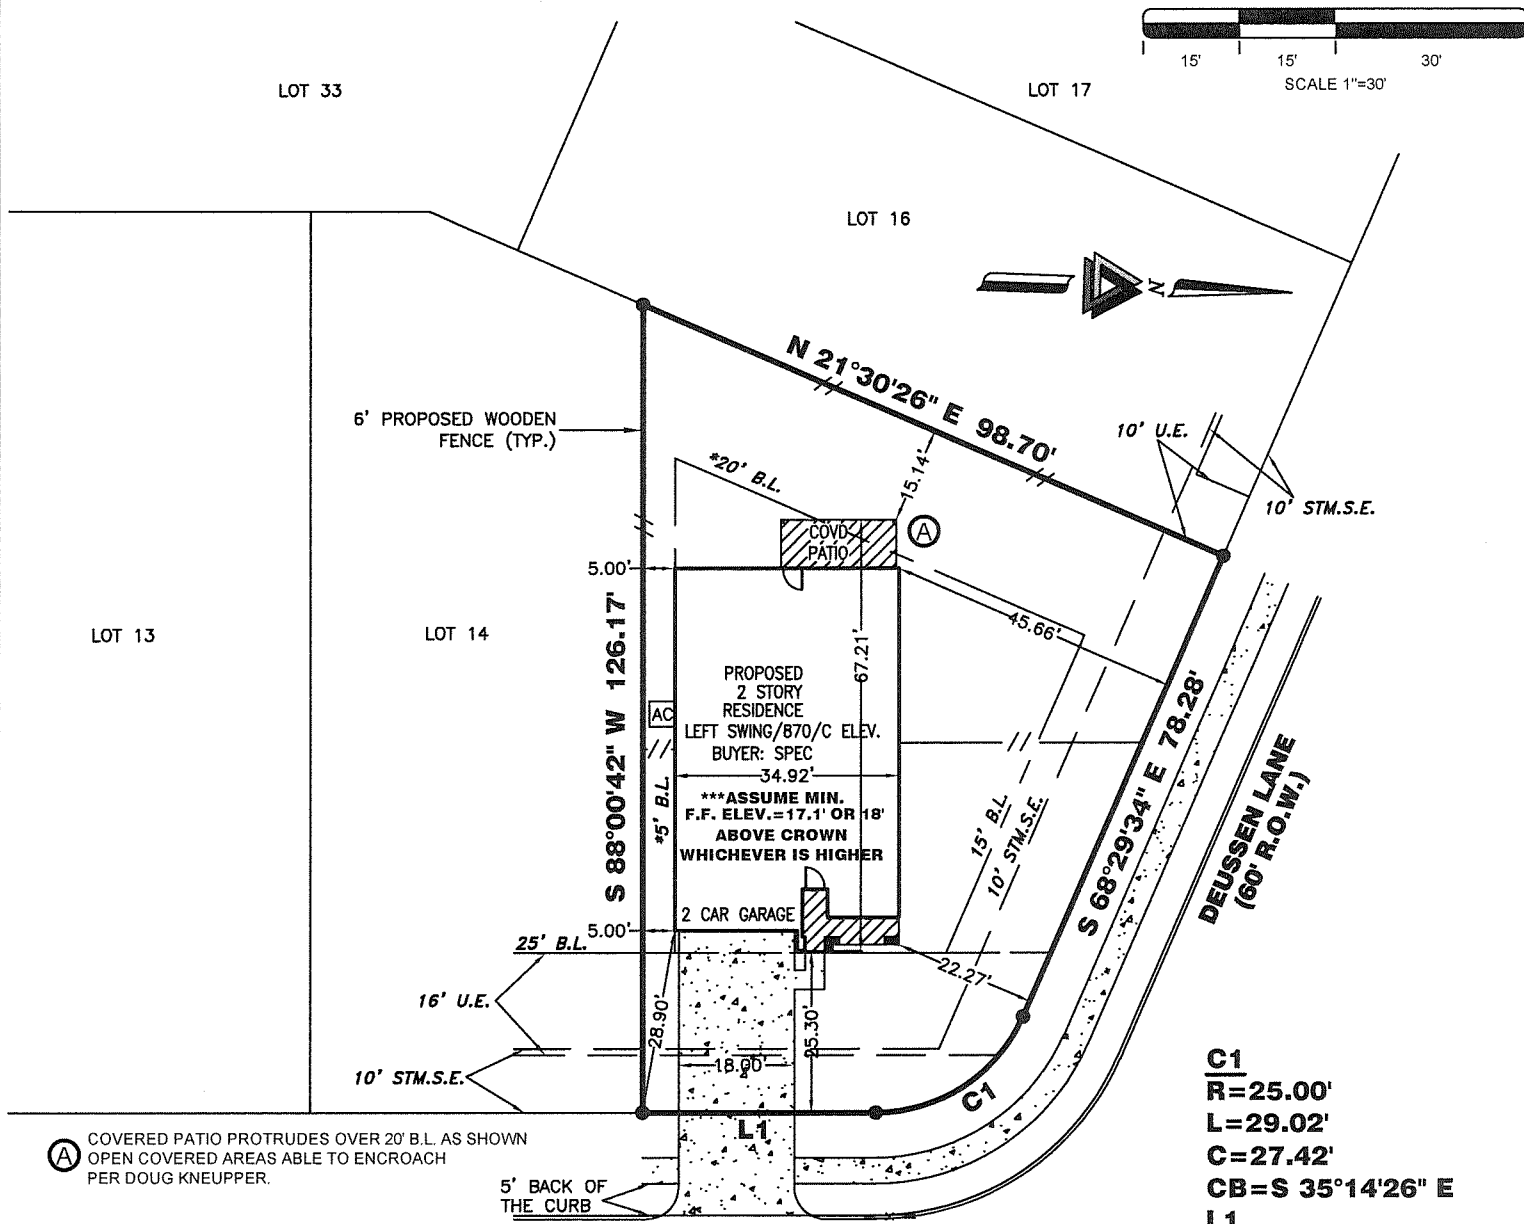 15'
15'
30'
SCALE 1"=30'
LOT 33
LOT 17
LOT 16
N
N 21°30'26" E 98.70'
6' PROPOSED WOODEN
FENCE (TYP.)
10' U.E.
*20' B.L.
15.14'
10' STM.S.E.
A
COVD
PATIO
5.00'
LOT 13
LOT 14
S 88°00'42" W 126.17'
45.66'
67.21'
PROPOSED
2 STORY
RESIDENCE
LEFT SWING/870/C ELEV.
BUYER: SPEC
AC
34.92'
***ASSUME MIN.
F.F. ELEV.=17.1' OR 18'
ABOVE CROWN
WHICHEVER IS HIGHER
*5' B.L.
15' B.L.
10' STM.S.E.
S 68°29'34" E 78.28'
DEUSSEN LANE
(60' R.O.W.)
2 CAR GARAGE
5.00'
25' B.L.
22.27'
16' U.E.
28.90'
25.30'
18.00'
10' STM.S.E.
C1
L1
A
COVERED PATIO PROTRUDES OVER 20' B.L. AS SHOWN
OPEN COVERED AREAS ABLE TO ENCROACH
PER DOUG KNEUPPER.
5' BACK OF
THE CURB
C1
R=25.00'
L=29.02'
C=27.42'
CB=S 35°14'26" E
L1